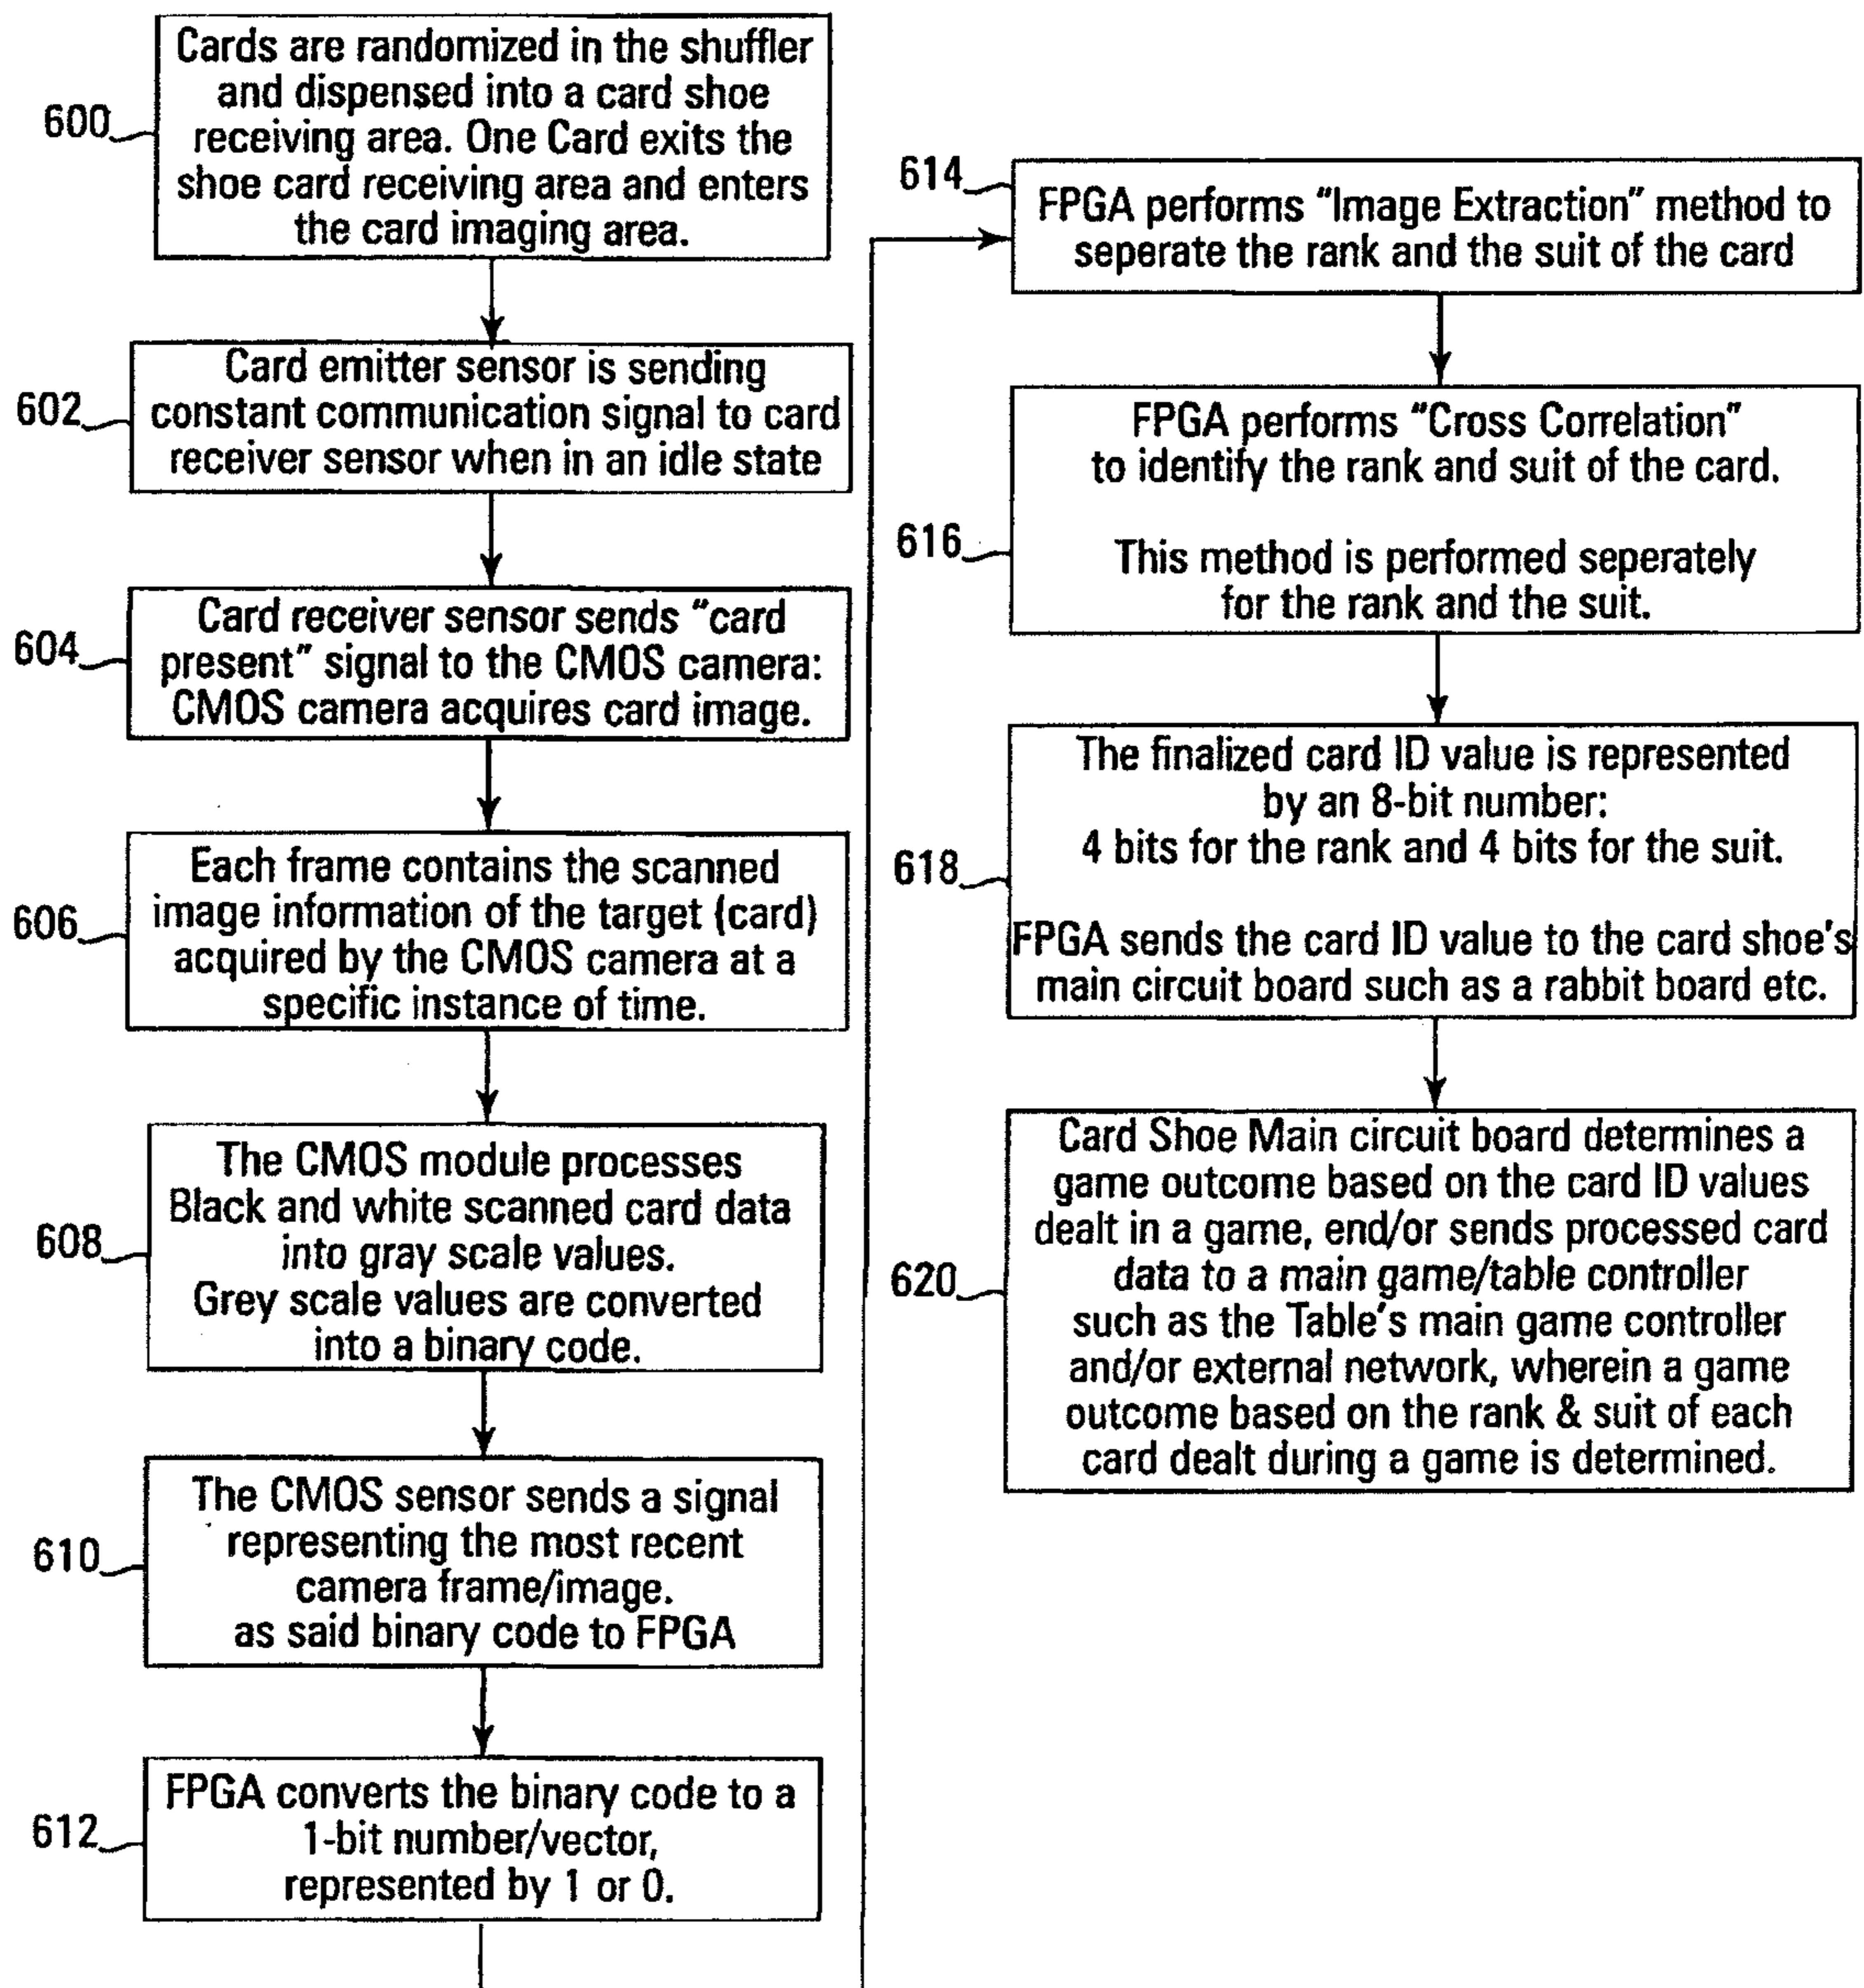 600
Cards are randomized in the shuffler
and dispensed into a card shoe
receiving area. One Card exits the
shoe card receiving area and enters
the card imaging area.
602
Card emitter sensor is sending
constant communication signal to card
receiver sensor when in an idle state
604
Card receiver sensor sends "card
present" signal to the CMOS camera:
CMOS camera acquires card image.
606
Each frame contains the scanned
image information of the target (card)
acquired by the CMOS camera at a
specific instance of time.
608
The CMOS module processes
Black and white scanned card data
into gray scale values.
Grey scale values are converted
into a binary code.
610
The CMOS sensor sends a signal
representing the most recent
camera frame/image.
as said binary code to FPGA
612
FPGA converts the binary code to a
1-bit number/vector,
represented by 1 or 0.
614
FPGA performs "Image Extraction" method to
seperate the rank and the suit of the card
616
FPGA performs "Cross Correlation"
to identify the rank and suit of the card.
This method is performed seperately
for the rank and the suit.
618
The finalized card ID value is represented
by an 8-bit number:
4 bits for the rank and 4 bits for the suit.
FPGA sends the card ID value to the card shoe's
main circuit board such as a rabbit board etc.
620
Card Shoe Main circuit board determines a
game outcome based on the card ID values
dealt in a game, end/or sends processed card
data to a main game/table controller
such as the Table's main game controller
and/or external network, wherein a game
outcome based on the rank & suit of each
card dealt during a game is determined.